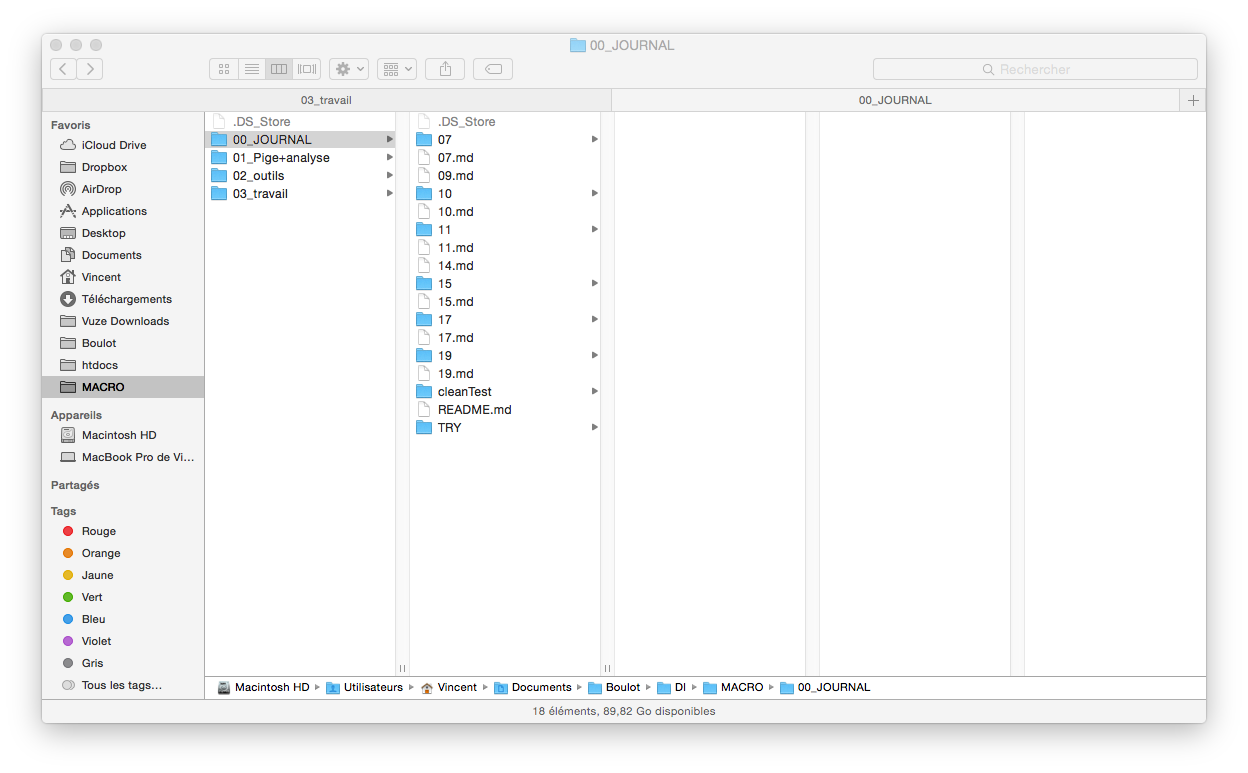 00_JOURNAL
Rechercher
03_travail
00_JOURNAL
Favoris
iCloud Drive
Dropbox
AirDrop
Applications
Desktop
Documents
Vincent
Téléchargements
Vuze Downloads
Boulot
htdocs
MACRO
Appareils
Macintosh HD
MacBook Pro de Vi...
Partagés
Tags
Rouge
Orange
Jaune
Vert
Bleu
Violet
Gris
Tous les tags...
.DS_Store
00_JOURNAL
01_Pige+analyse
02_outils
03_travail
.DS_Store
07
07.md
09.md
10
10.md
11
11.md
14.md
15
15.md
17
17.md
19
19.md
cleanTest
README.md
TRY
Macintosh HD Utilisateurs Vincent Documents Boulot DI MACRO 00_JOURNAL
18 éléments, 89,82 Go disponibles